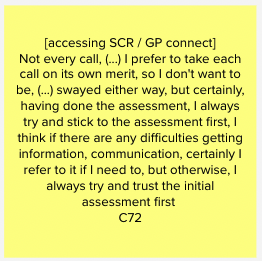 [accessing SCR / GP connect]
Not every call, (...) I prefer to take each
call on its own merit, so I don't want to
be, (...) swayed either way, but certainly,
having done the assessment, I always
try and stick to the assessment first, I
think if there are any difficulties getting
information, communication, certainly I
refer to it if I need to, but otherwise, I
always try and trust the initial
assessment first
C72